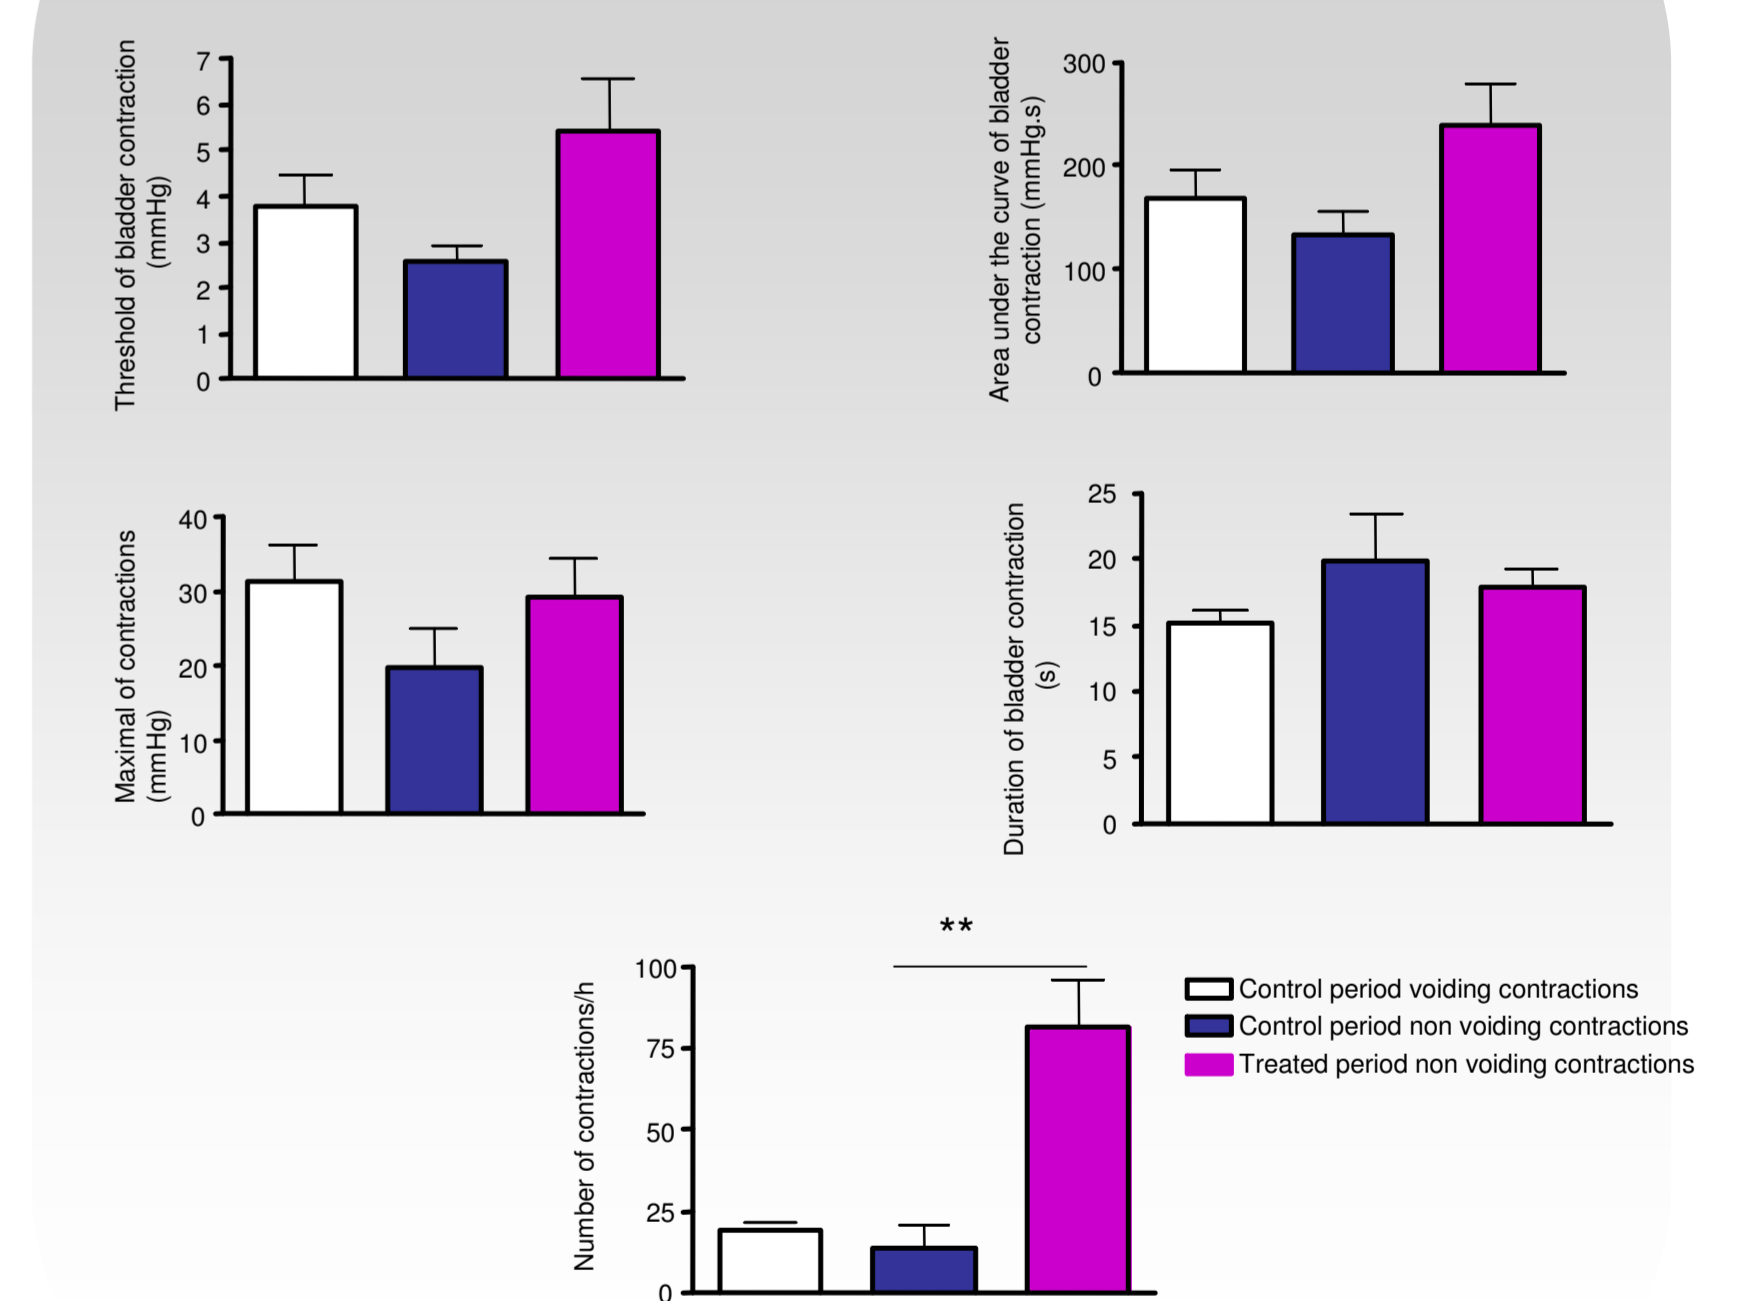 Threshold of bladder contraction
(mmHg)
7
6
5
4
3
2
1
0
Area under the curve of bladder
contraction (mmHg.s)
300
200
100
0
Maximal of contractions
(mmHg)
40
30
20
10
0
Duration of bladder contraction
(s)
25
20
15
10
5
0
**
Number of contractions/h
100
75
50
25
0
Control period voiding contractions
Control period non voiding contractions
Treated period non voiding contractions